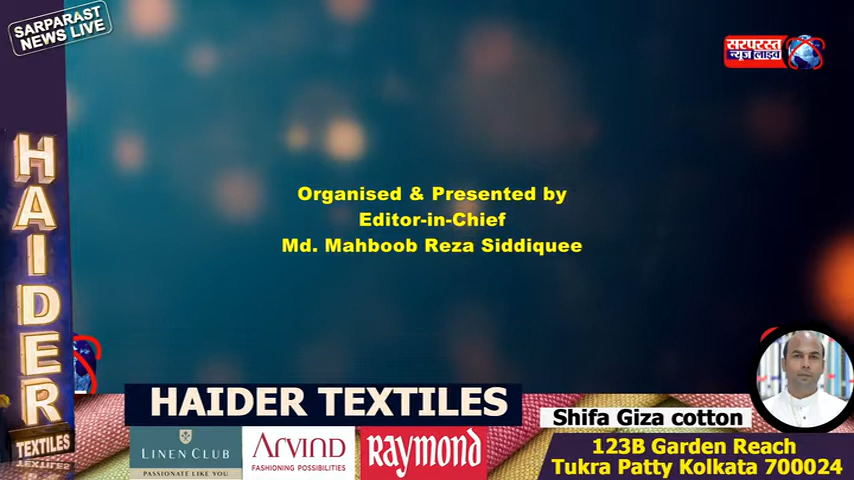 SARPARAST
NEWS LIVE
सरपरस्त
न्यूज लाइव
Organised & Presented by
Editor-in-Chief
Md. Mahboob Reza Siddiquee
HAIDER
TEXTILES
HAIDER TEXTILES
Shifa Giza cotton
LINEN CLUB
PASSIONATE LIKE YOU
ARVIND
FASHIONING POSSIBILITIES
Raymond
123B Garden Reach
Tukra Patty Kolkata 700024